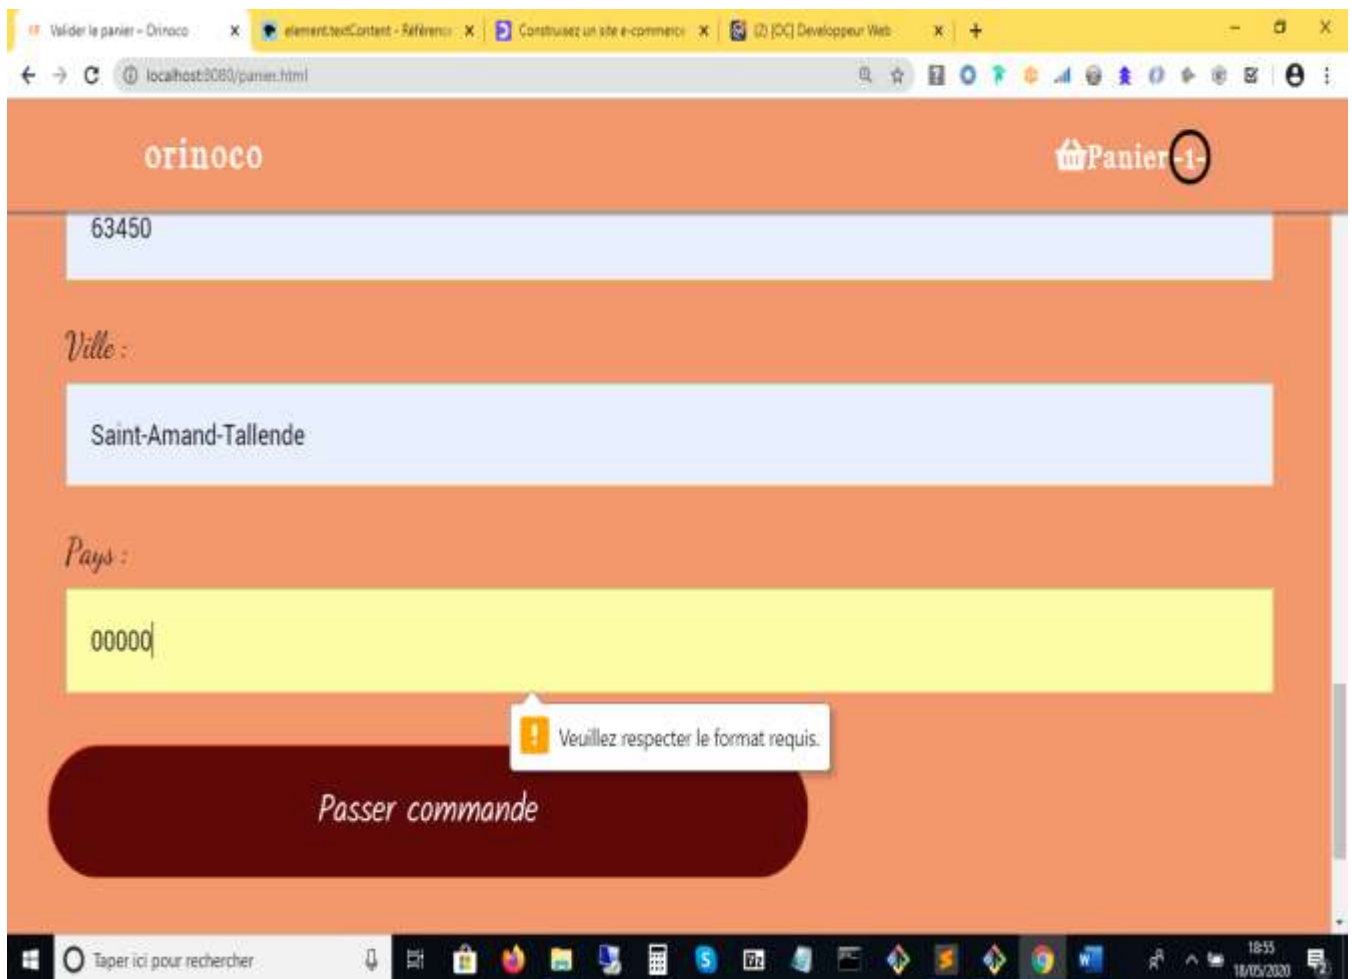 Valider le panier – Orinoco
element.textContent - Référence
Construisez un site e-commerce
(2) [OC] Developpeur Web
localhost:8080/panier.html
orinoco
Panier-1-
63450
Ville :
Saint-Amand-Tallende
Pays :
00000
Veuillez respecter le format requis.
Passer commande
Taper ici pour rechercher
18:55
18/05/2020